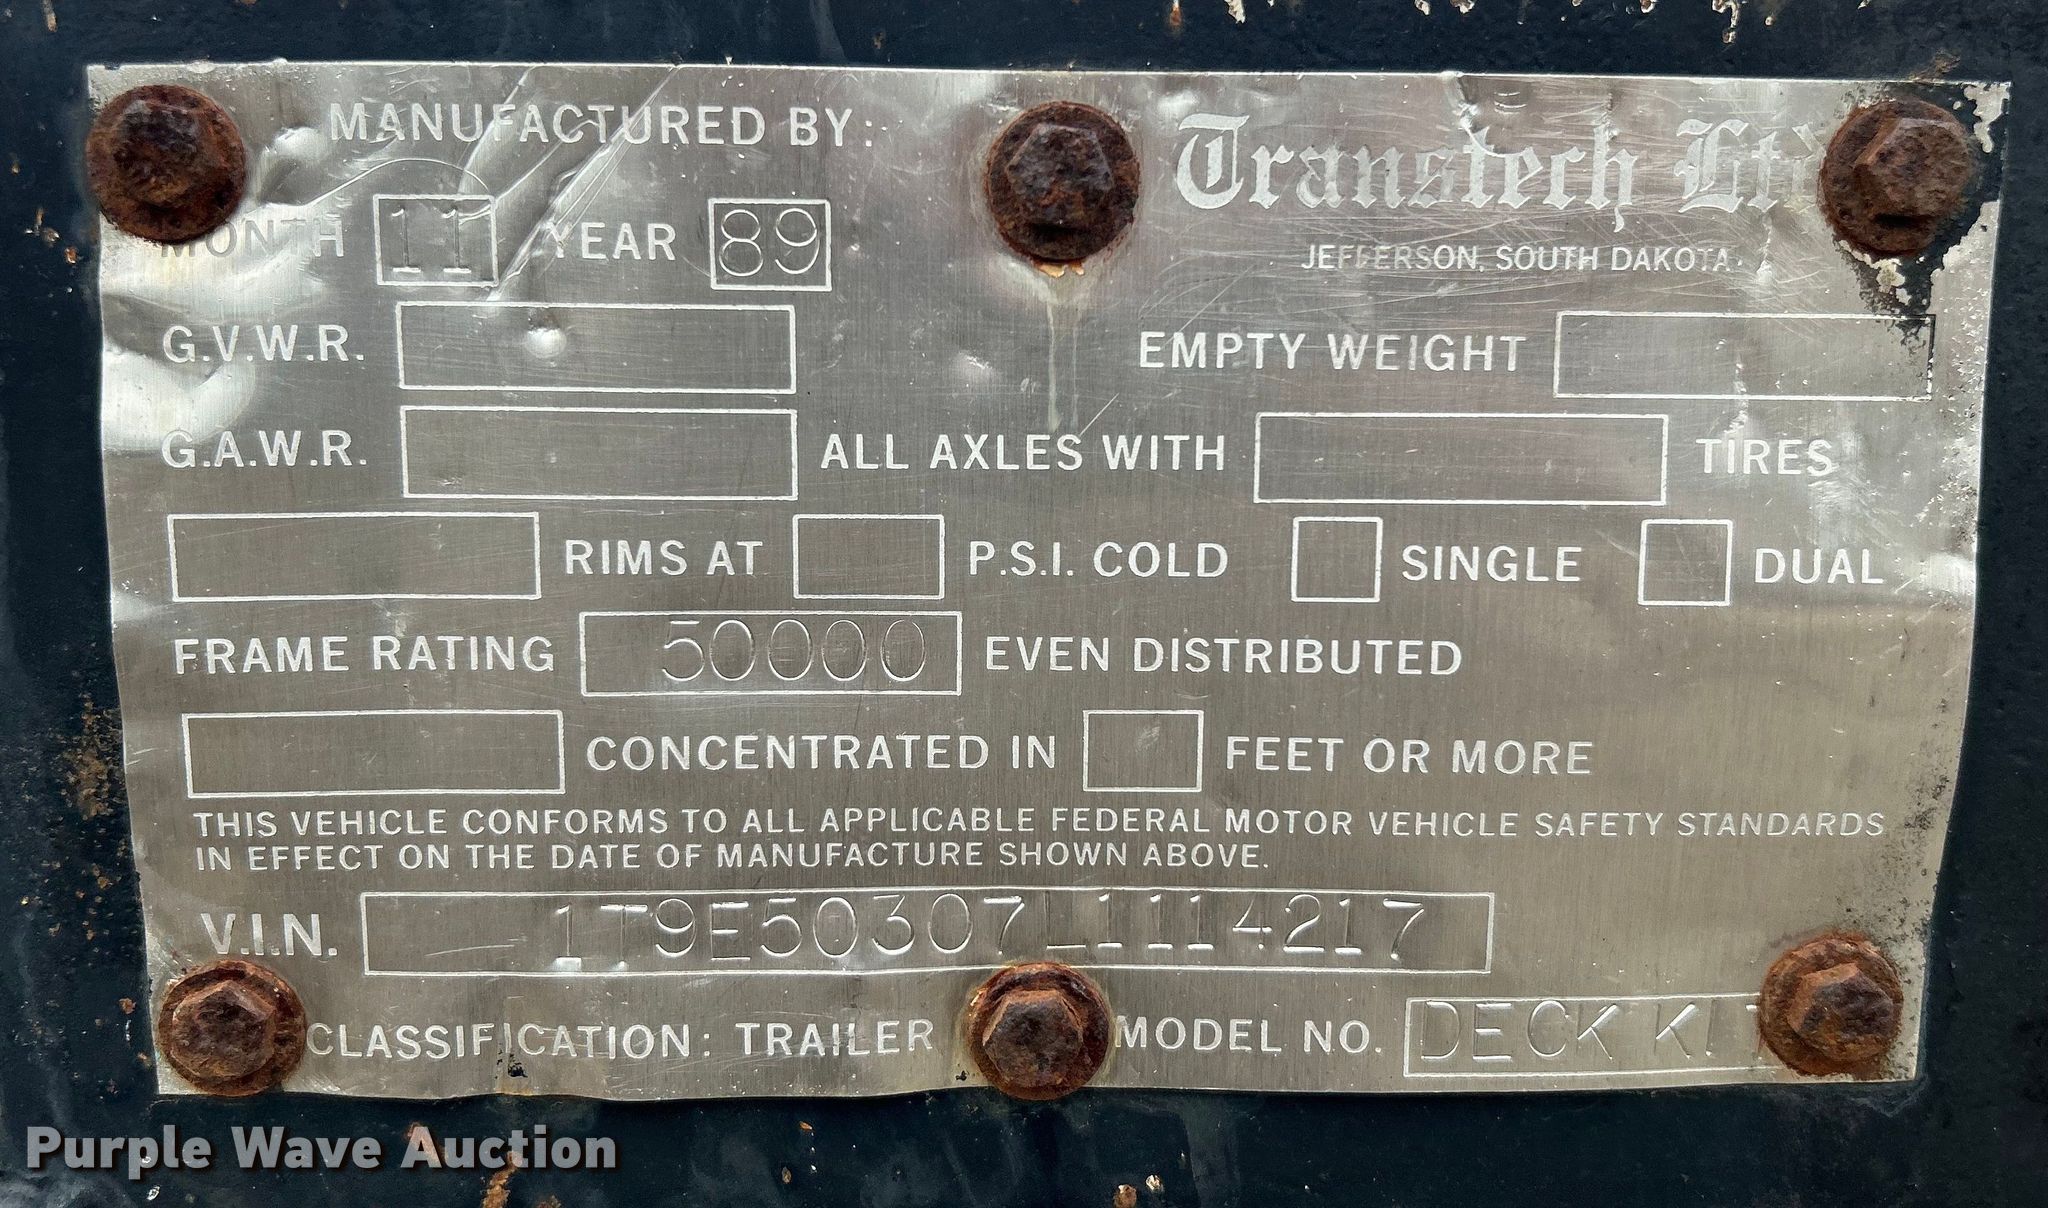 MANUFACTURED BY: Transtech Ltd
MONTH 11 YEAR 89 JEFFERSON, SOUTH DAKOTA
G.V.W.R. EMPTY WEIGHT
G.A.W.R. ALL AXLES WITH TIRES
RIMS AT P.S.I. COLD SINGLE DUAL
FRAME RATING 50000 EVEN DISTRIBUTED
CONCENTRATED IN FEET OR MORE
THIS VEHICLE CONFORMS TO ALL APPLICABLE FEDERAL MOTOR VEHICLE SAFETY STANDARDS
IN EFFECT ON THE DATE OF MANUFACTURE SHOWN ABOVE.
V.I.N. 1T9E50307L1114217
CLASSIFICATION: TRAILER MODEL NO. DECK KIT
Purple Wave Auction